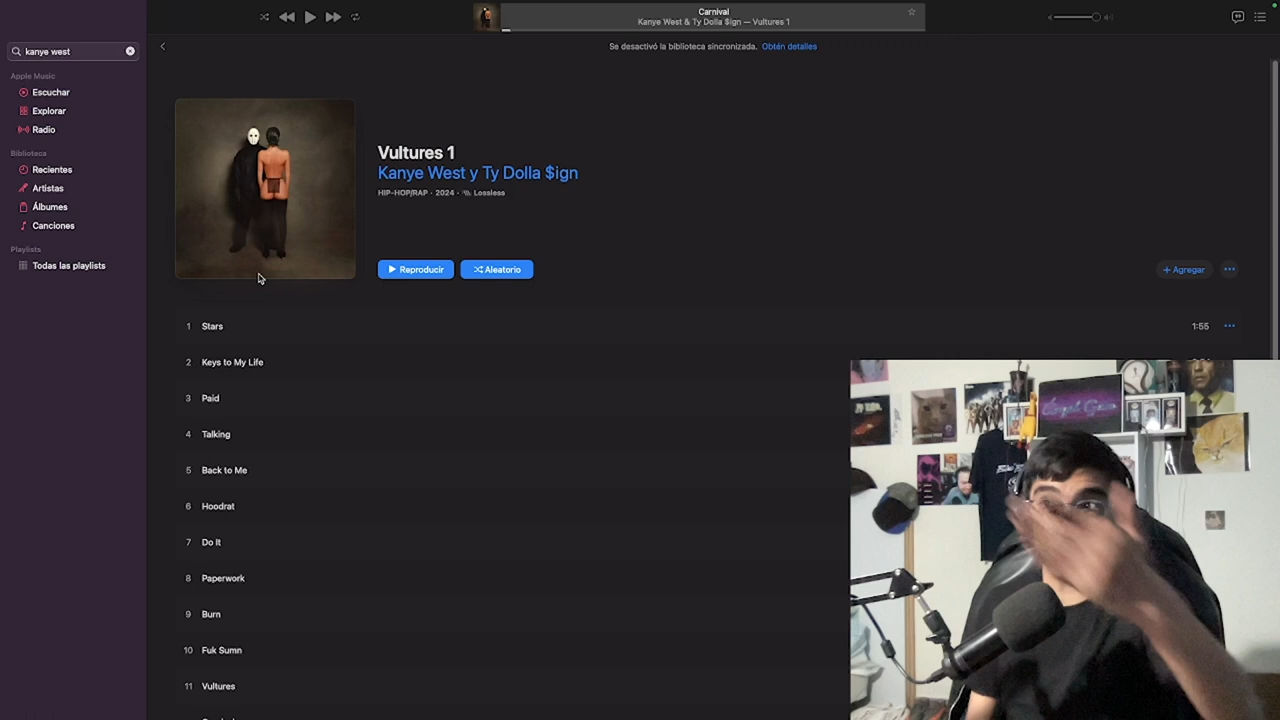 Carnival
Kanye West & Ty Dolla $ign — Vultures 1
kanye west
Se desactivó la biblioteca sincronizada. Obtén detalles
Apple Music
Escuchar
Explorar
Radio
Biblioteca
Recientes
Artistas
Álbumes
Canciones
Playlists
Todas las playlists
Vultures 1
Kanye West y Ty Dolla $ign
HIP-HOP/RAP · 2024 · Lossless
Reproducir
Aleatorio
+ Agregar
1 Stars 1:55
2 Keys to My Life
3 Paid
4 Talking
5 Back to Me
6 Hoodrat
7 Do It
8 Paperwork
9 Burn
10 Fuk Sumn
11 Vultures